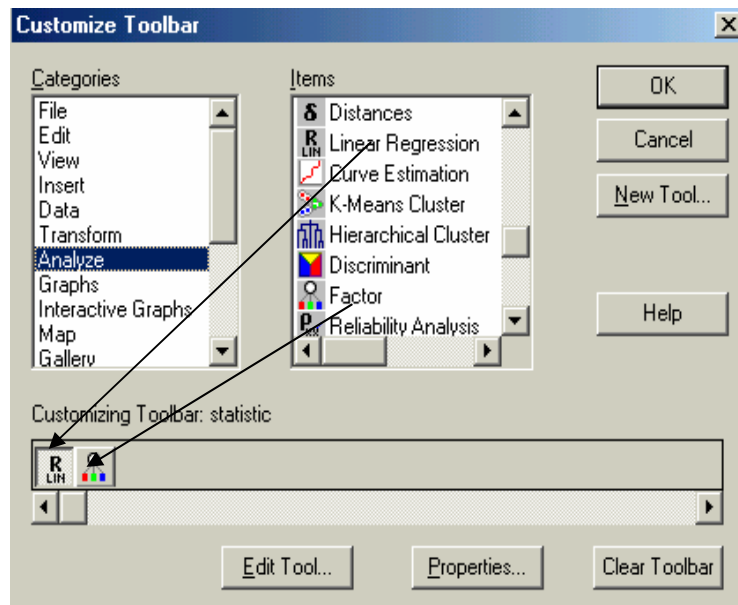 Customize Toolbar
Categories
File
Edit
View
Insert
Data
Transform
Analyze
Graphs
Interactive Graphs
Map
Gallery
Items
δ Distances
R LIN Linear Regression
Curve Estimation
K-Means Cluster
Hierarchical Cluster
Discriminant
Factor
Reliability Analysis
OK
Cancel
New Tool...
Help
Customizing Toolbar: statistic
R
LIN
Edit Tool...
Properties...
Clear Toolbar